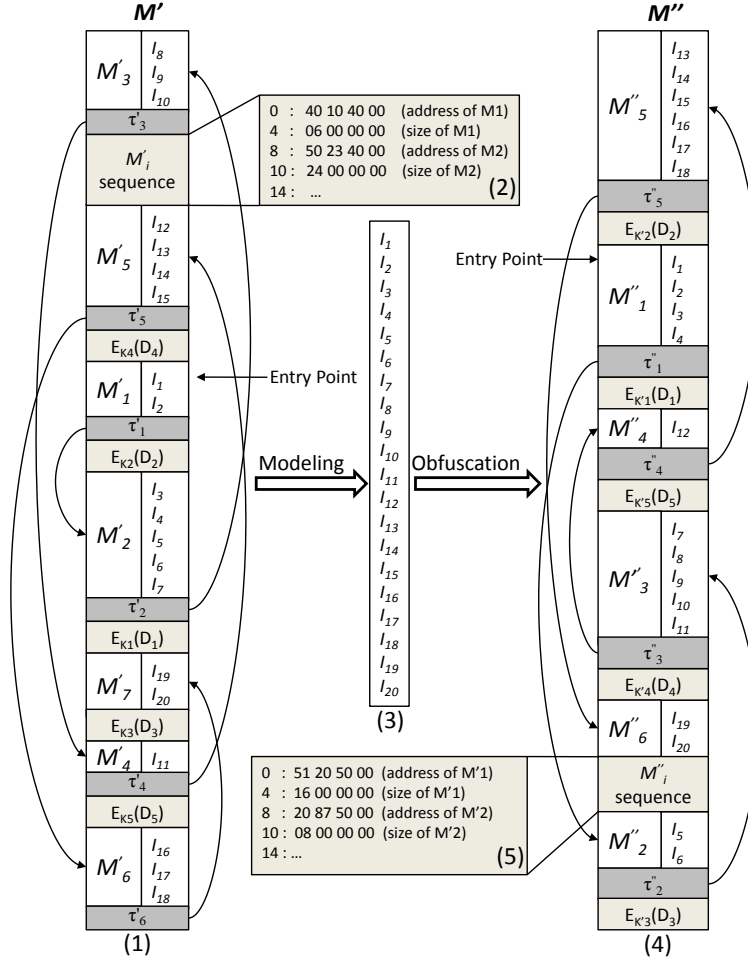 M'
M'3
I8
I9
I10
τ'3
M'i
sequence
M'5
I12
I13
I14
I15
τ'5
EK4(D4)
M'1
I1
I2
Entry Point
τ'1
EK2(D2)
M'2
I3
I4
I5
I6
I7
τ'2
EK1(D1)
M'7
I19
I20
EK3(D3)
M'4
I11
τ'4
EK5(D5)
M'6
I16
I17
I18
τ'6
(1)
0 : 40 10 40 00 (address of M1)
4 : 06 00 00 00 (size of M1)
8 : 50 23 40 00 (address of M2)
10 : 24 00 00 00 (size of M2)
14 : ...
(2)
Modeling
I1
I2
I3
I4
I5
I6
I7
I8
I9
I10
I11
I12
I13
I14
I15
I16
I17
I18
I19
I20
(3)
Obfuscation
M''
M''5
I13
I14
I15
I16
I17
I18
τ''5
EK'2(D2)
Entry Point
M''1
I1
I2
I3
I4
τ''1
EK'1(D1)
M''4
I12
τ''4
EK'5(D5)
M''3
I7
I8
I9
I10
I11
τ''3
EK'4(D4)
M''6
I19
I20
M''i
sequence
M''2
I5
I6
τ''2
EK'3(D3)
(4)
0 : 51 20 50 00 (address of M'1)
4 : 16 00 00 00 (size of M'1)
8 : 20 87 50 00 (address of M'2)
10 : 08 00 00 00 (size of M'2)
14 : ...
(5)